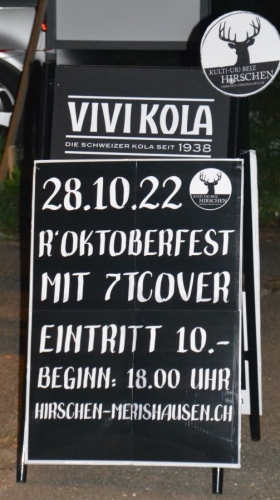 KULTI-UIO BEIZ
HIRSCHEN
VIVI KOLA
DIE SCHWEIZER KOLA SEIT 1938
28.10.22
HIRSCHEN
R'OKTOBERFEST
MIT 7TCOVER
EINTRITT 10.-
BEGINN: 18.00 UHR
HIRSCHEN-MERISHAUSEN.CH